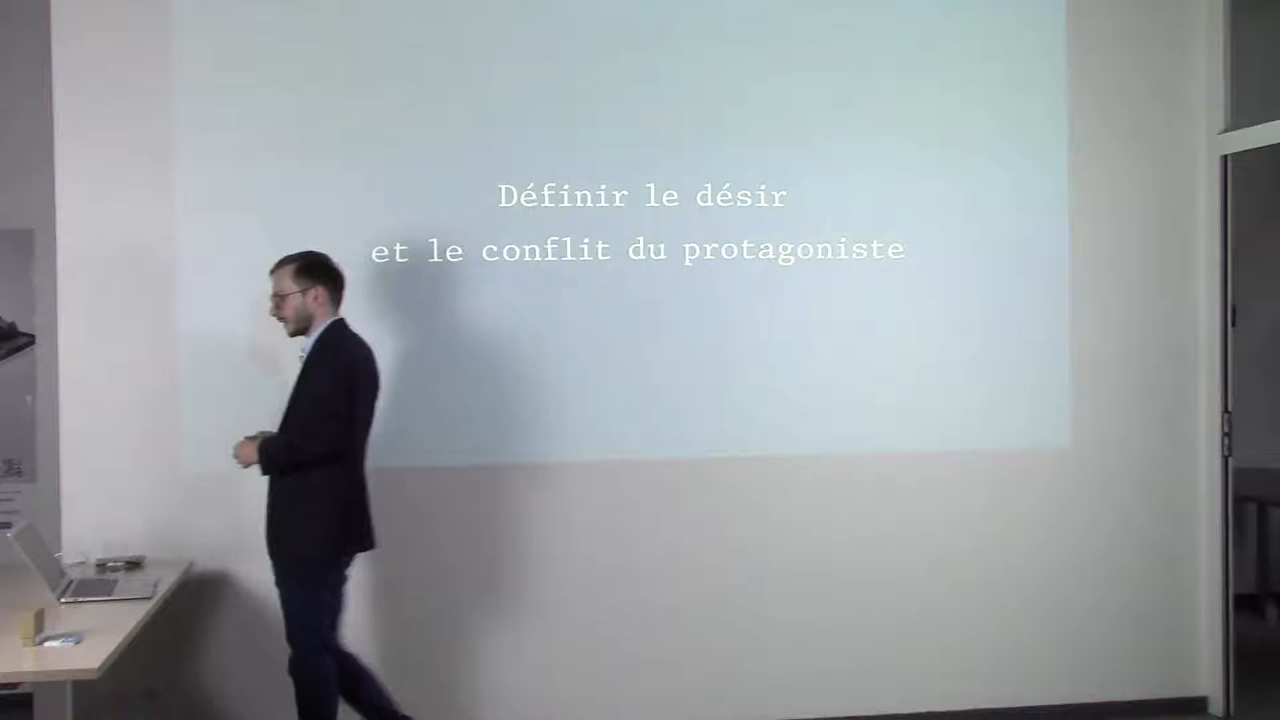 Définir le désir
et le conflit du protagoniste